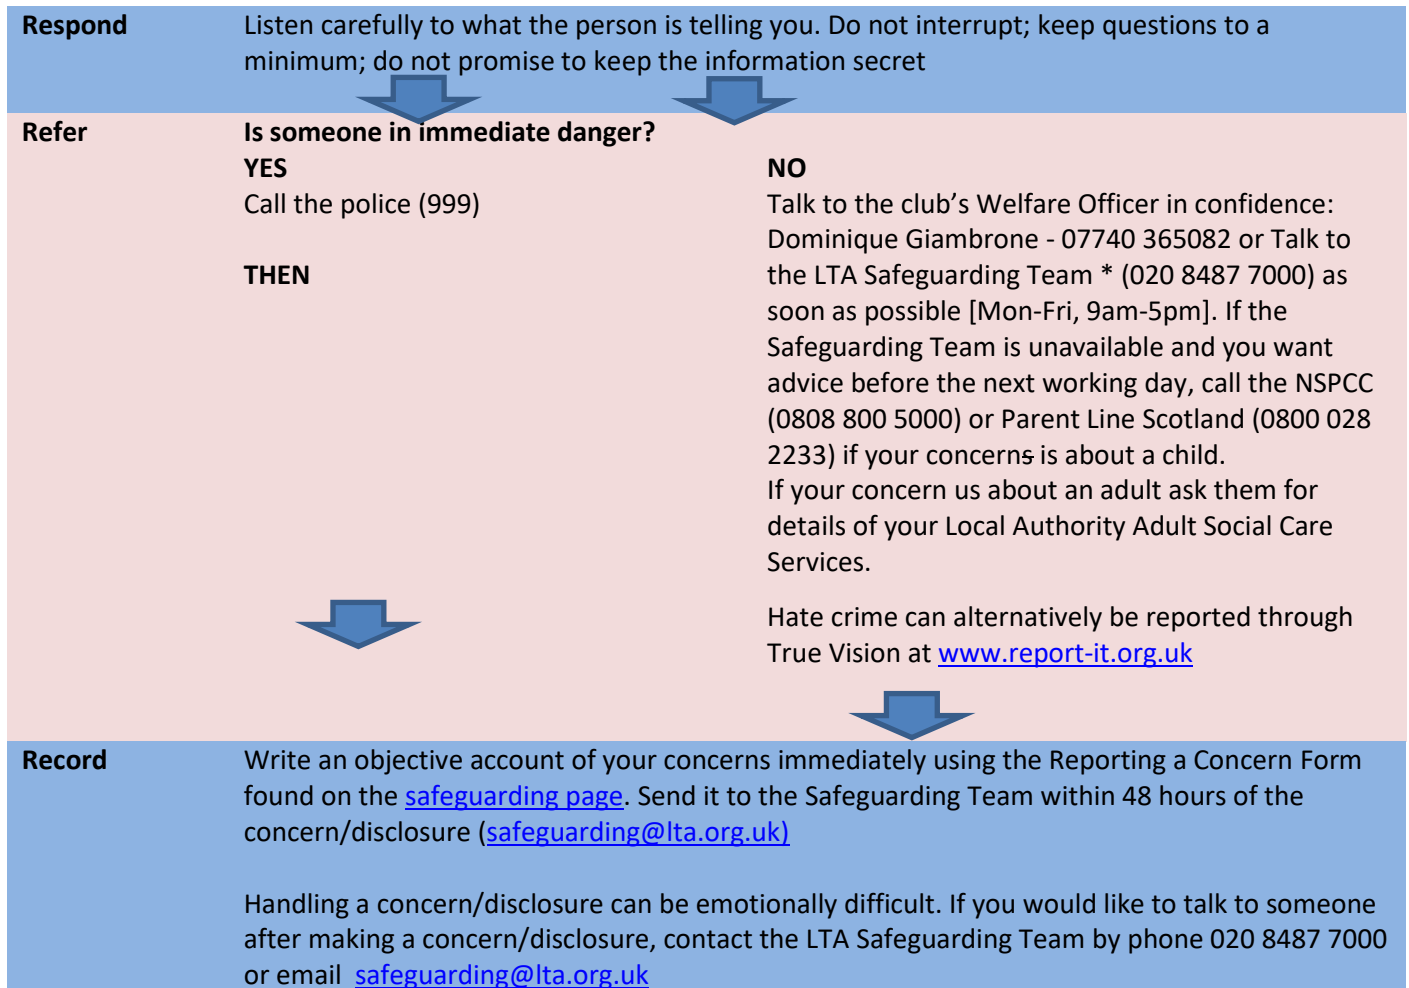 Respond
Listen carefully to what the person is telling you. Do not interrupt; keep questions to a
minimum; do not promise to keep the information secret
Refer
Is someone in immediate danger?
YES
Call the police (999)
THEN
NO
Talk to the club’s Welfare Officer in confidence:
Dominique Giambrone - 07740 365082 or Talk to
the LTA Safeguarding Team * (020 8487 7000) as
soon as possible [Mon-Fri, 9am-5pm]. If the
Safeguarding Team is unavailable and you want
advice before the next working day, call the NSPCC
(0808 800 5000) or Parent Line Scotland (0800 028
2233) if your concerns is about a child.
If your concern us about an adult ask them for
details of your Local Authority Adult Social Care
Services.
Hate crime can alternatively be reported through
True Vision at www.report-it.org.uk
Record
Write an objective account of your concerns immediately using the Reporting a Concern Form
found on the safeguarding page. Send it to the Safeguarding Team within 48 hours of the
concern/disclosure (safeguarding@lta.org.uk)
Handling a concern/disclosure can be emotionally difficult. If you would like to talk to someone
after making a concern/disclosure, contact the LTA Safeguarding Team by phone 020 8487 7000
or email safeguarding@lta.org.uk